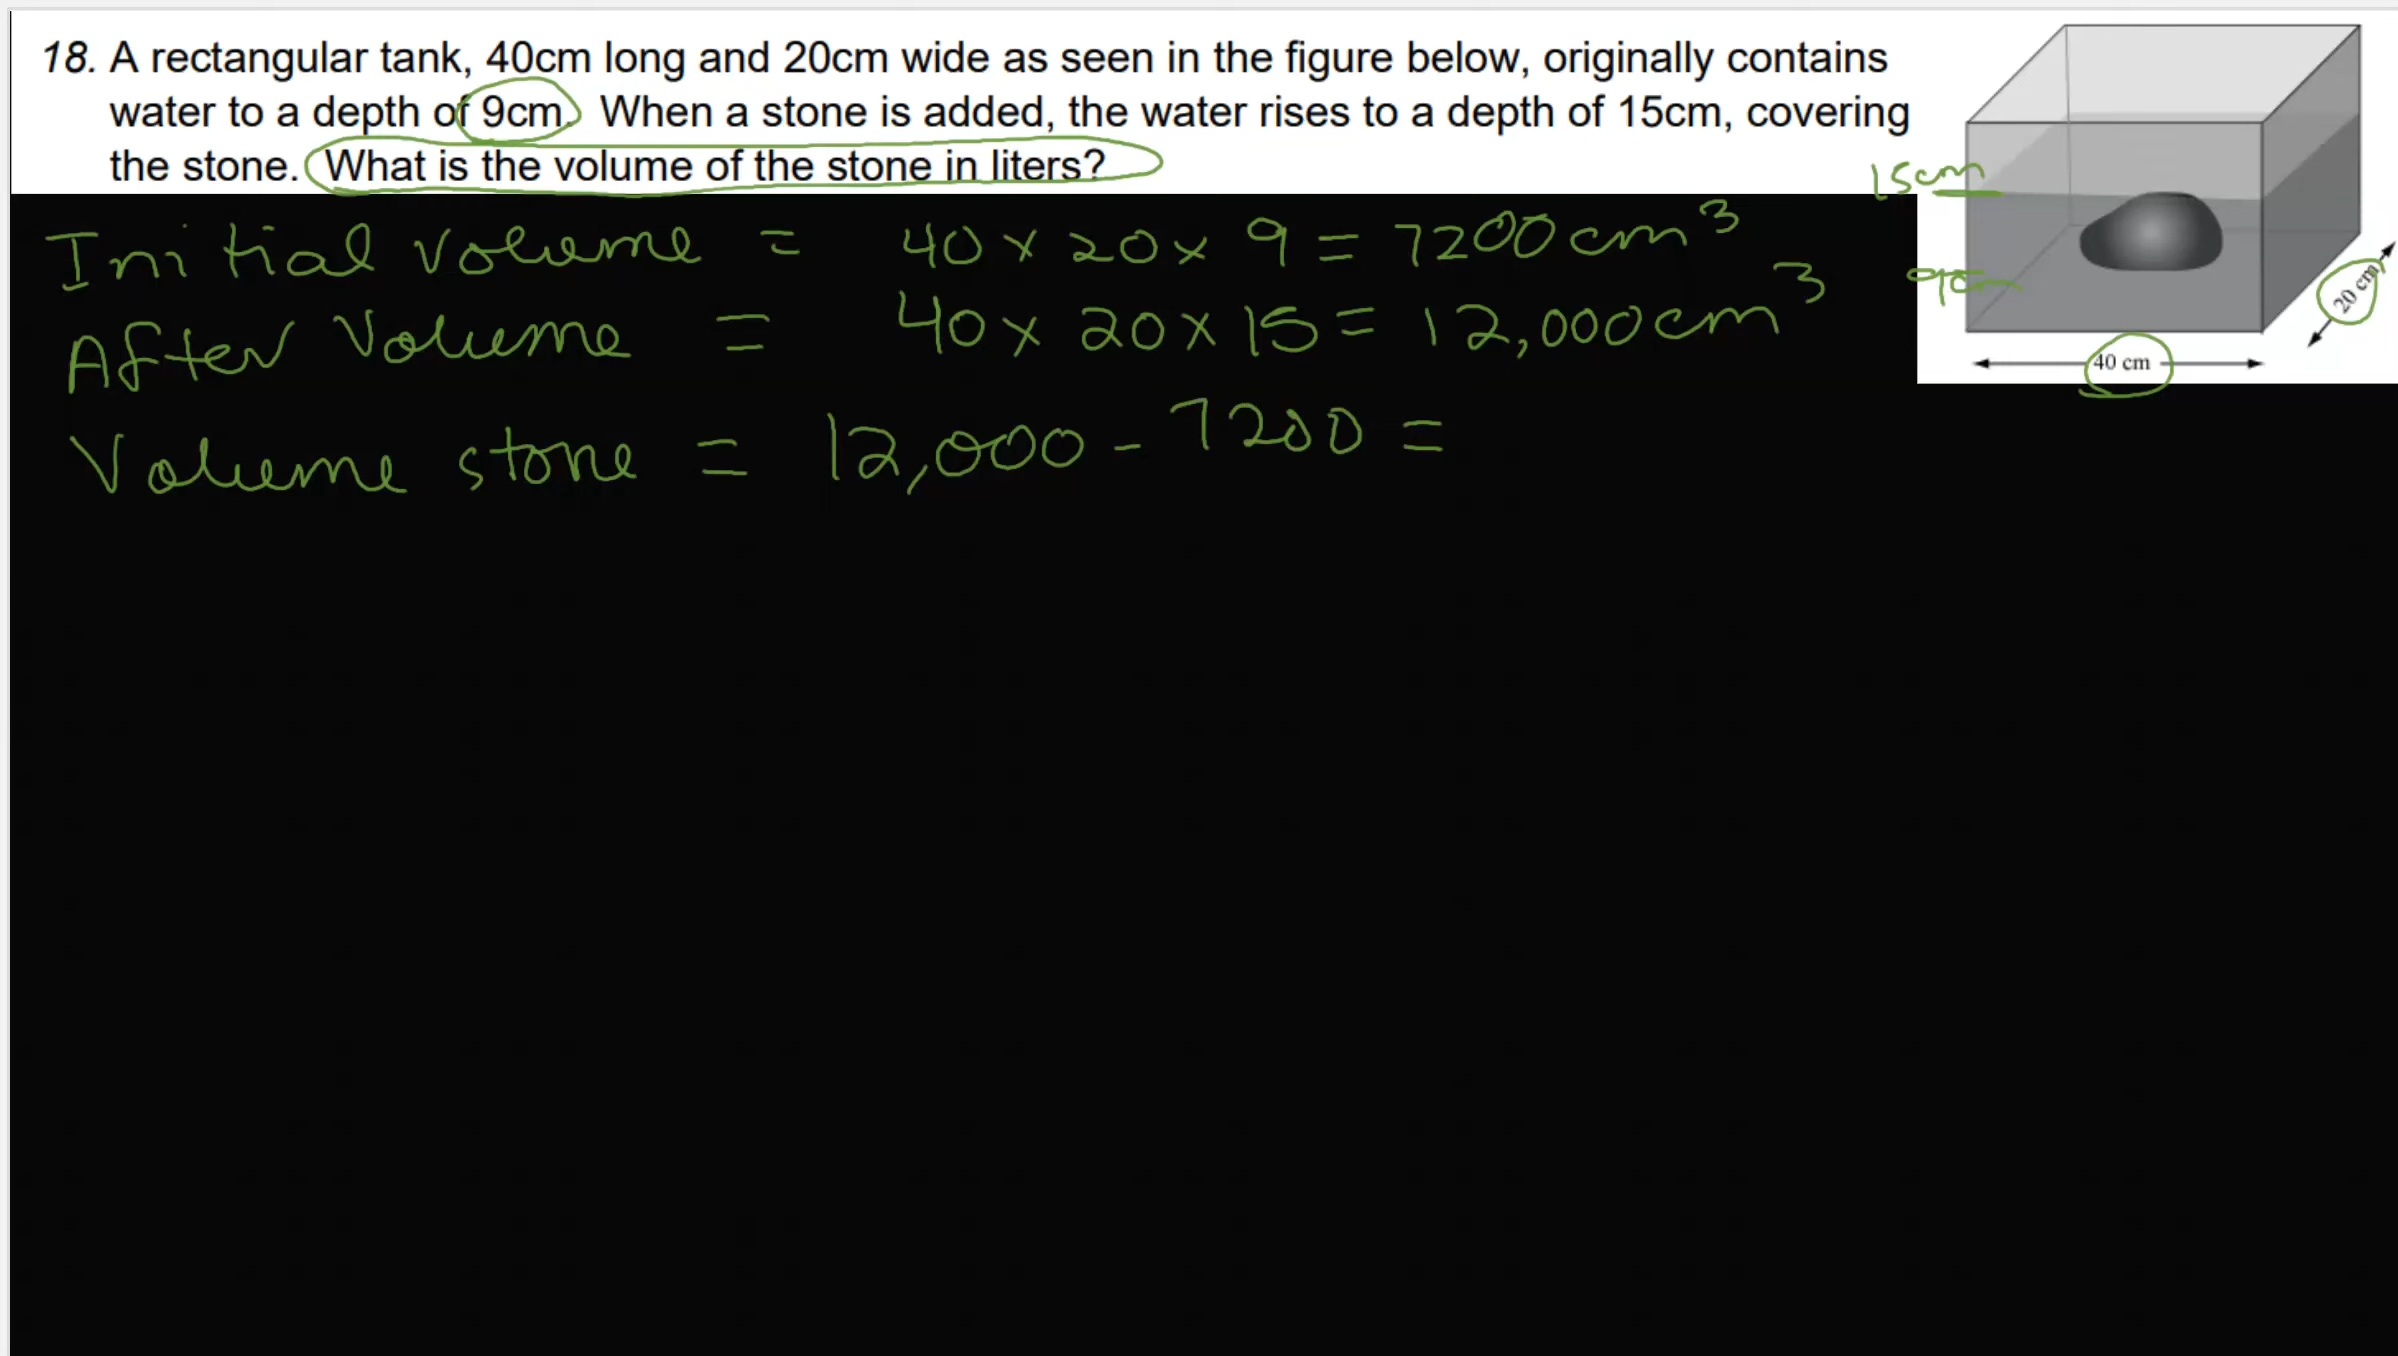 18. A rectangular tank, 40cm long and 20cm wide as seen in the figure below, originally contains
water to a depth of 9cm. When a stone is added, the water rises to a depth of 15cm, covering
the stone. What is the volume of the stone in liters?
15cm
9cm
20 cm
40 cm
Initial volume = 40 x 20 x 9 = 7200 cm³
After Volume = 40 x 20 x 15 = 12,000 cm³
Volume stone = 12,000 - 7200 =